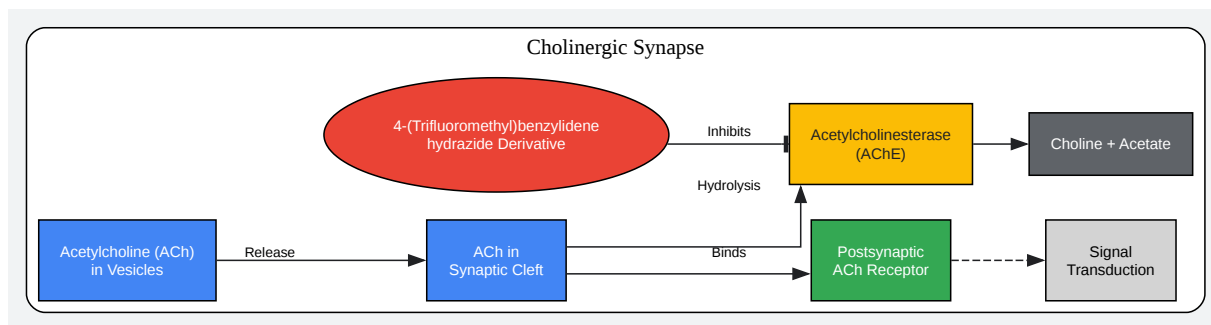 Cholinergic Synapse
4-(Trifluoromethyl)benzylidene
hydrazide Derivative
Inhibits
Acetylcholinesterase
(AChE)
Choline + Acetate
Hydrolysis
Acetylcholine (ACh)
in Vesicles
Release
ACh in
Synaptic Cleft
Binds
Postsynaptic
ACh Receptor
Signal
Transduction